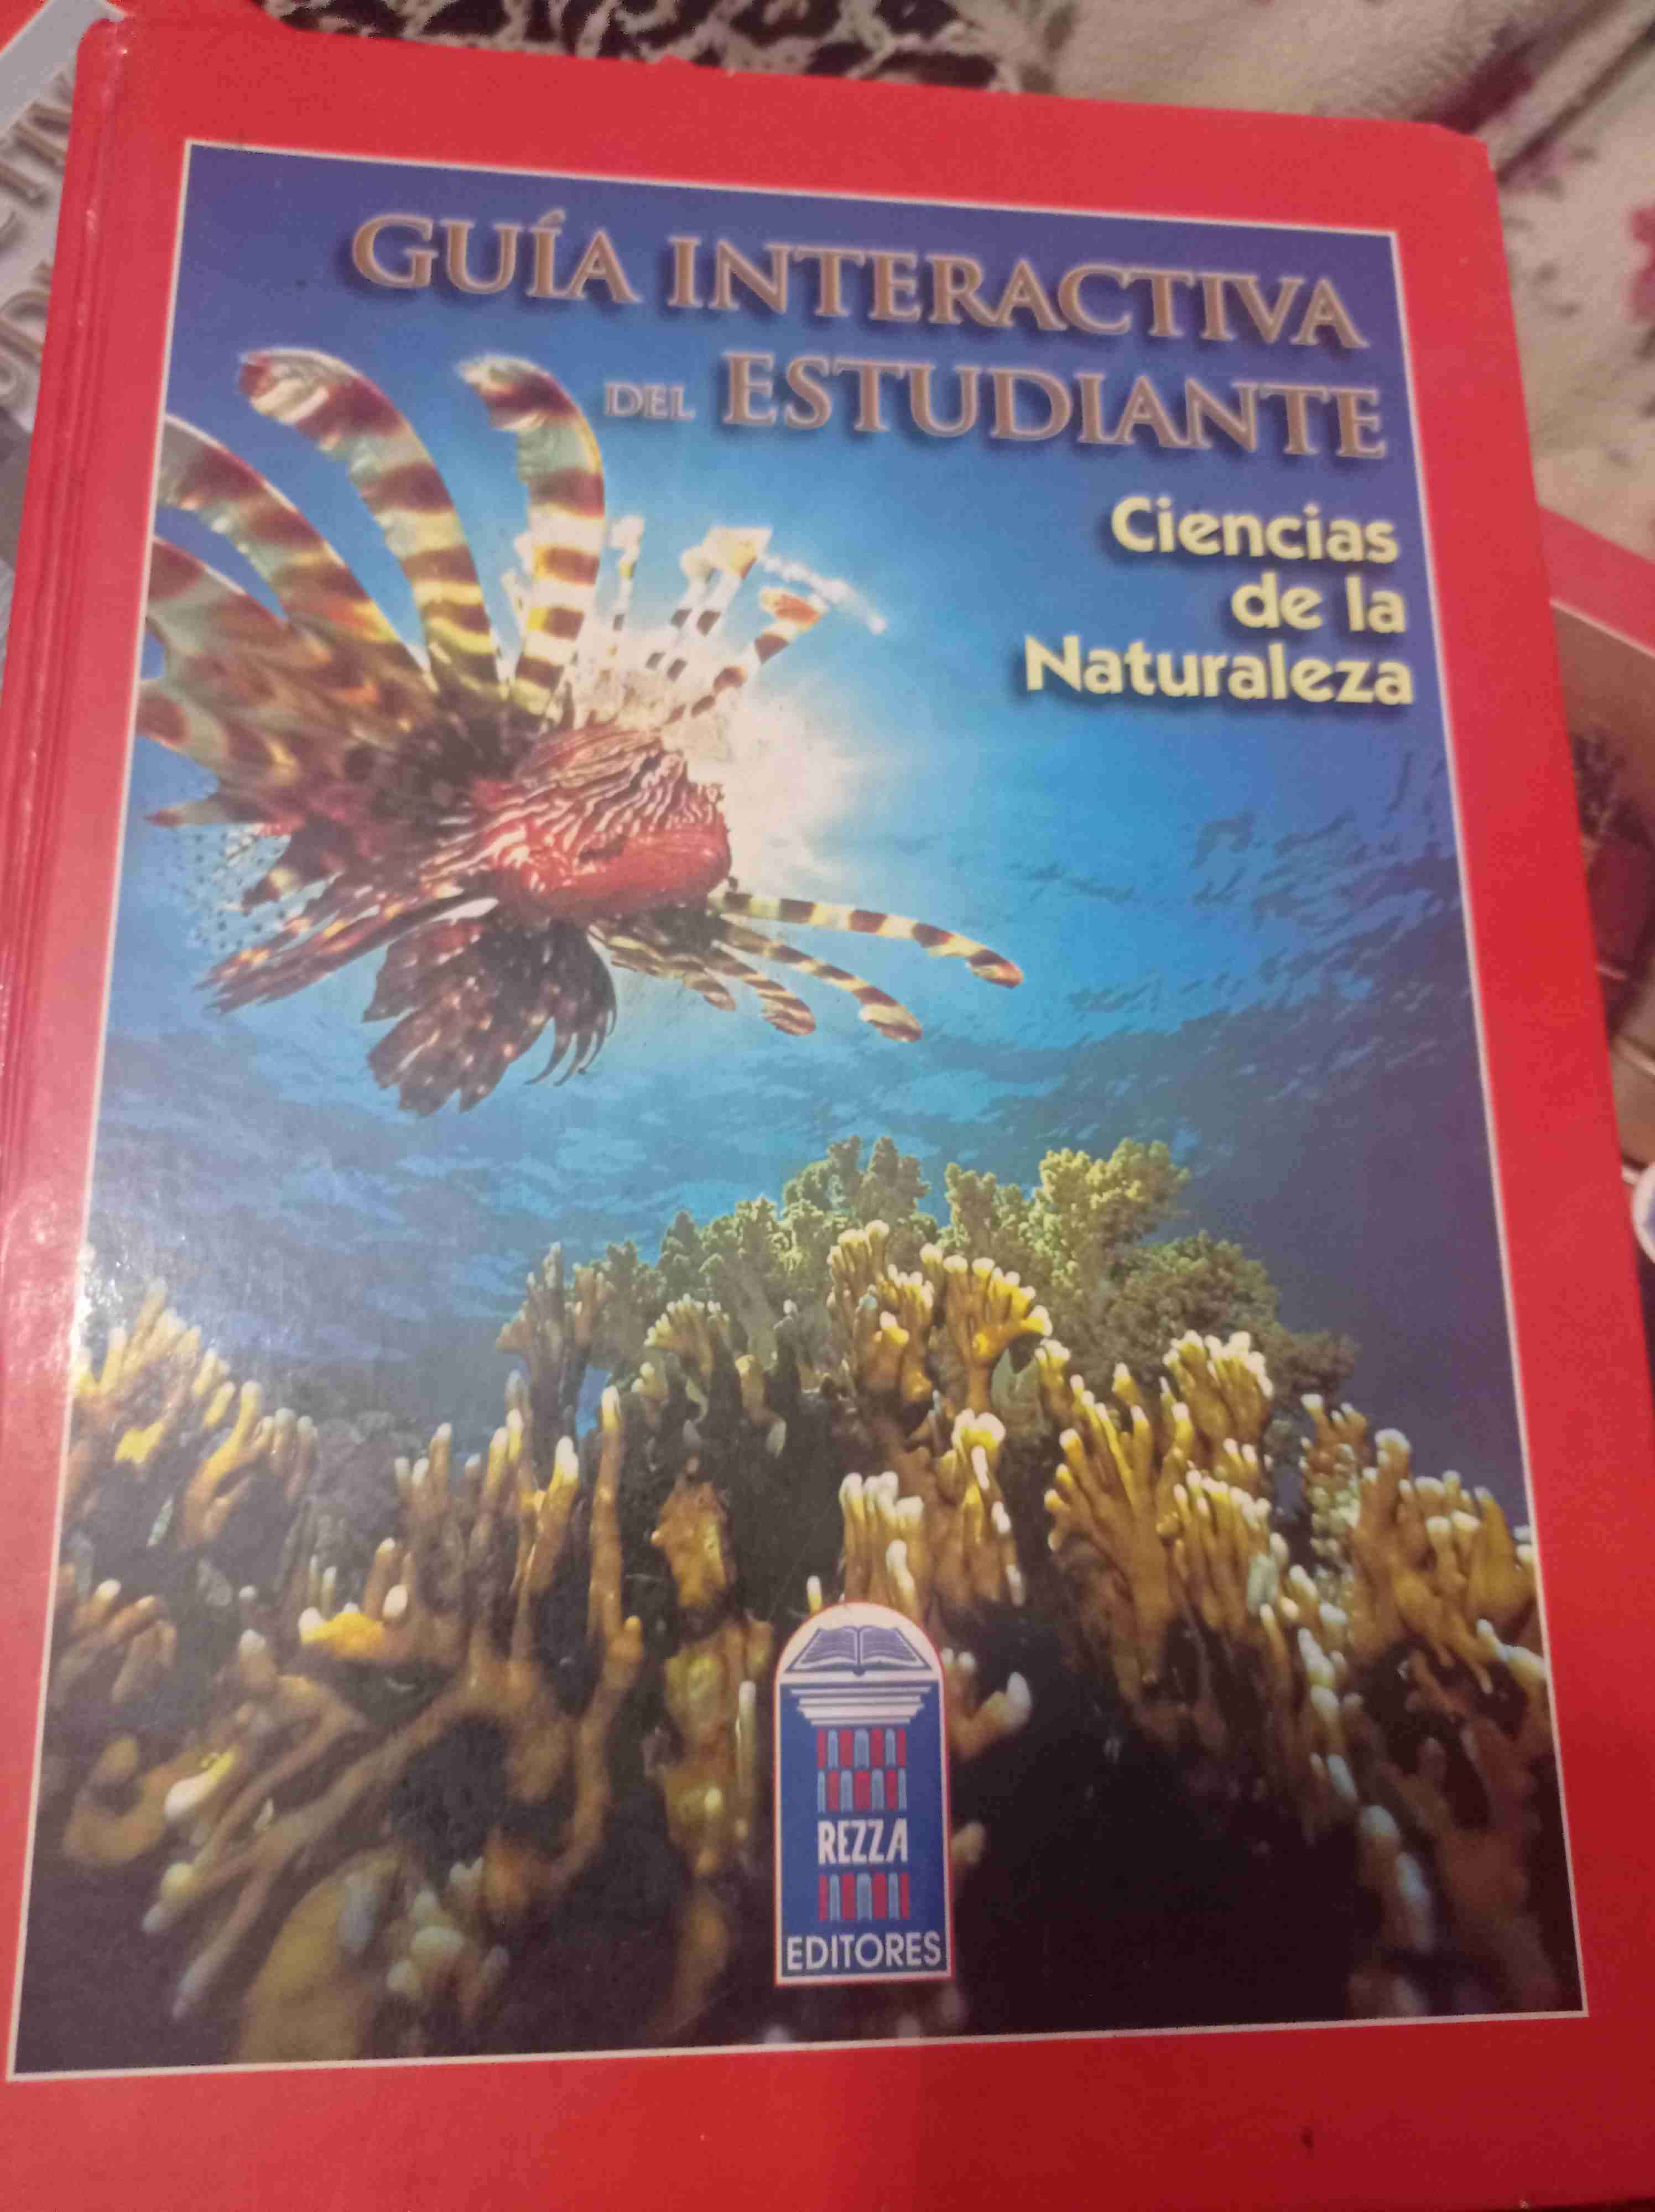 GUÍA INTERACTIVA
DEL ESTUDIANTE
Ciencias
de la
Naturaleza
REZZA
EDITORES